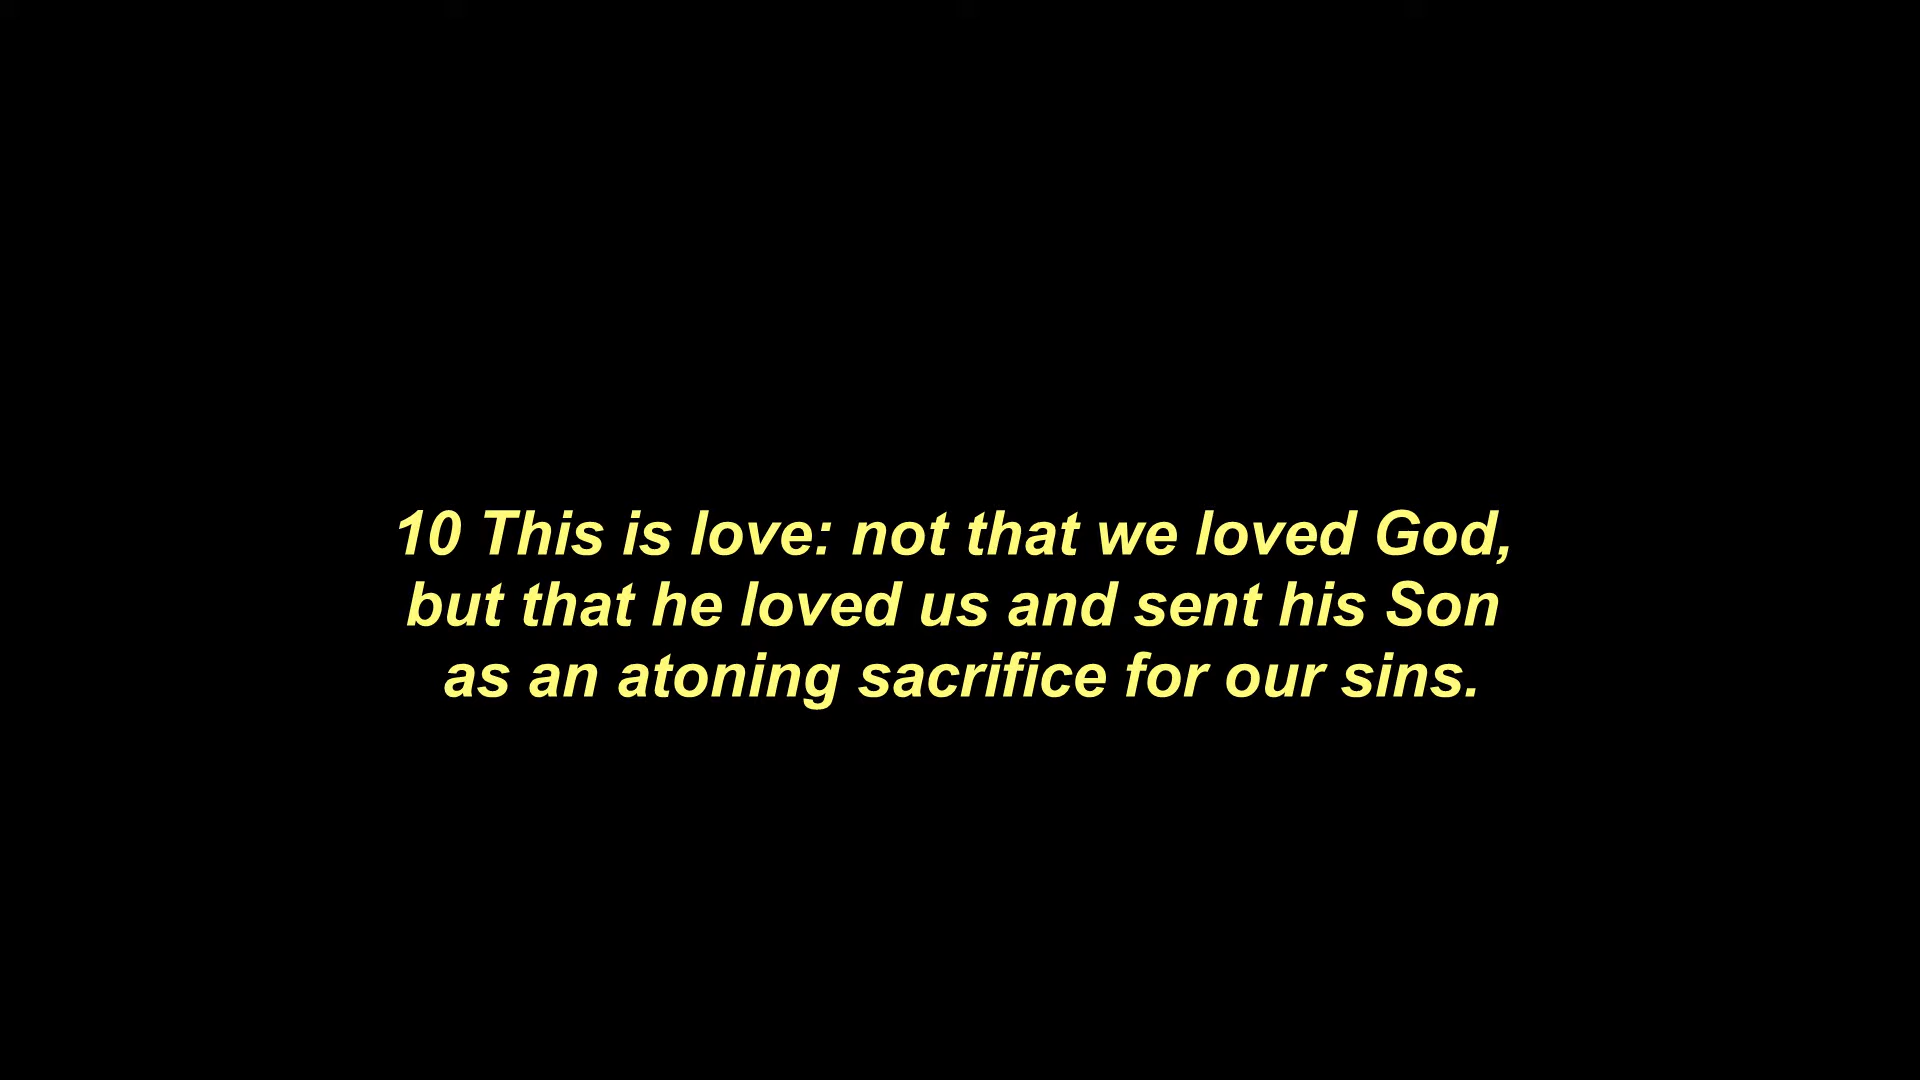 10 This is love: not that we loved God,
but that he loved us and sent his Son
as an atoning sacrifice for our sins.